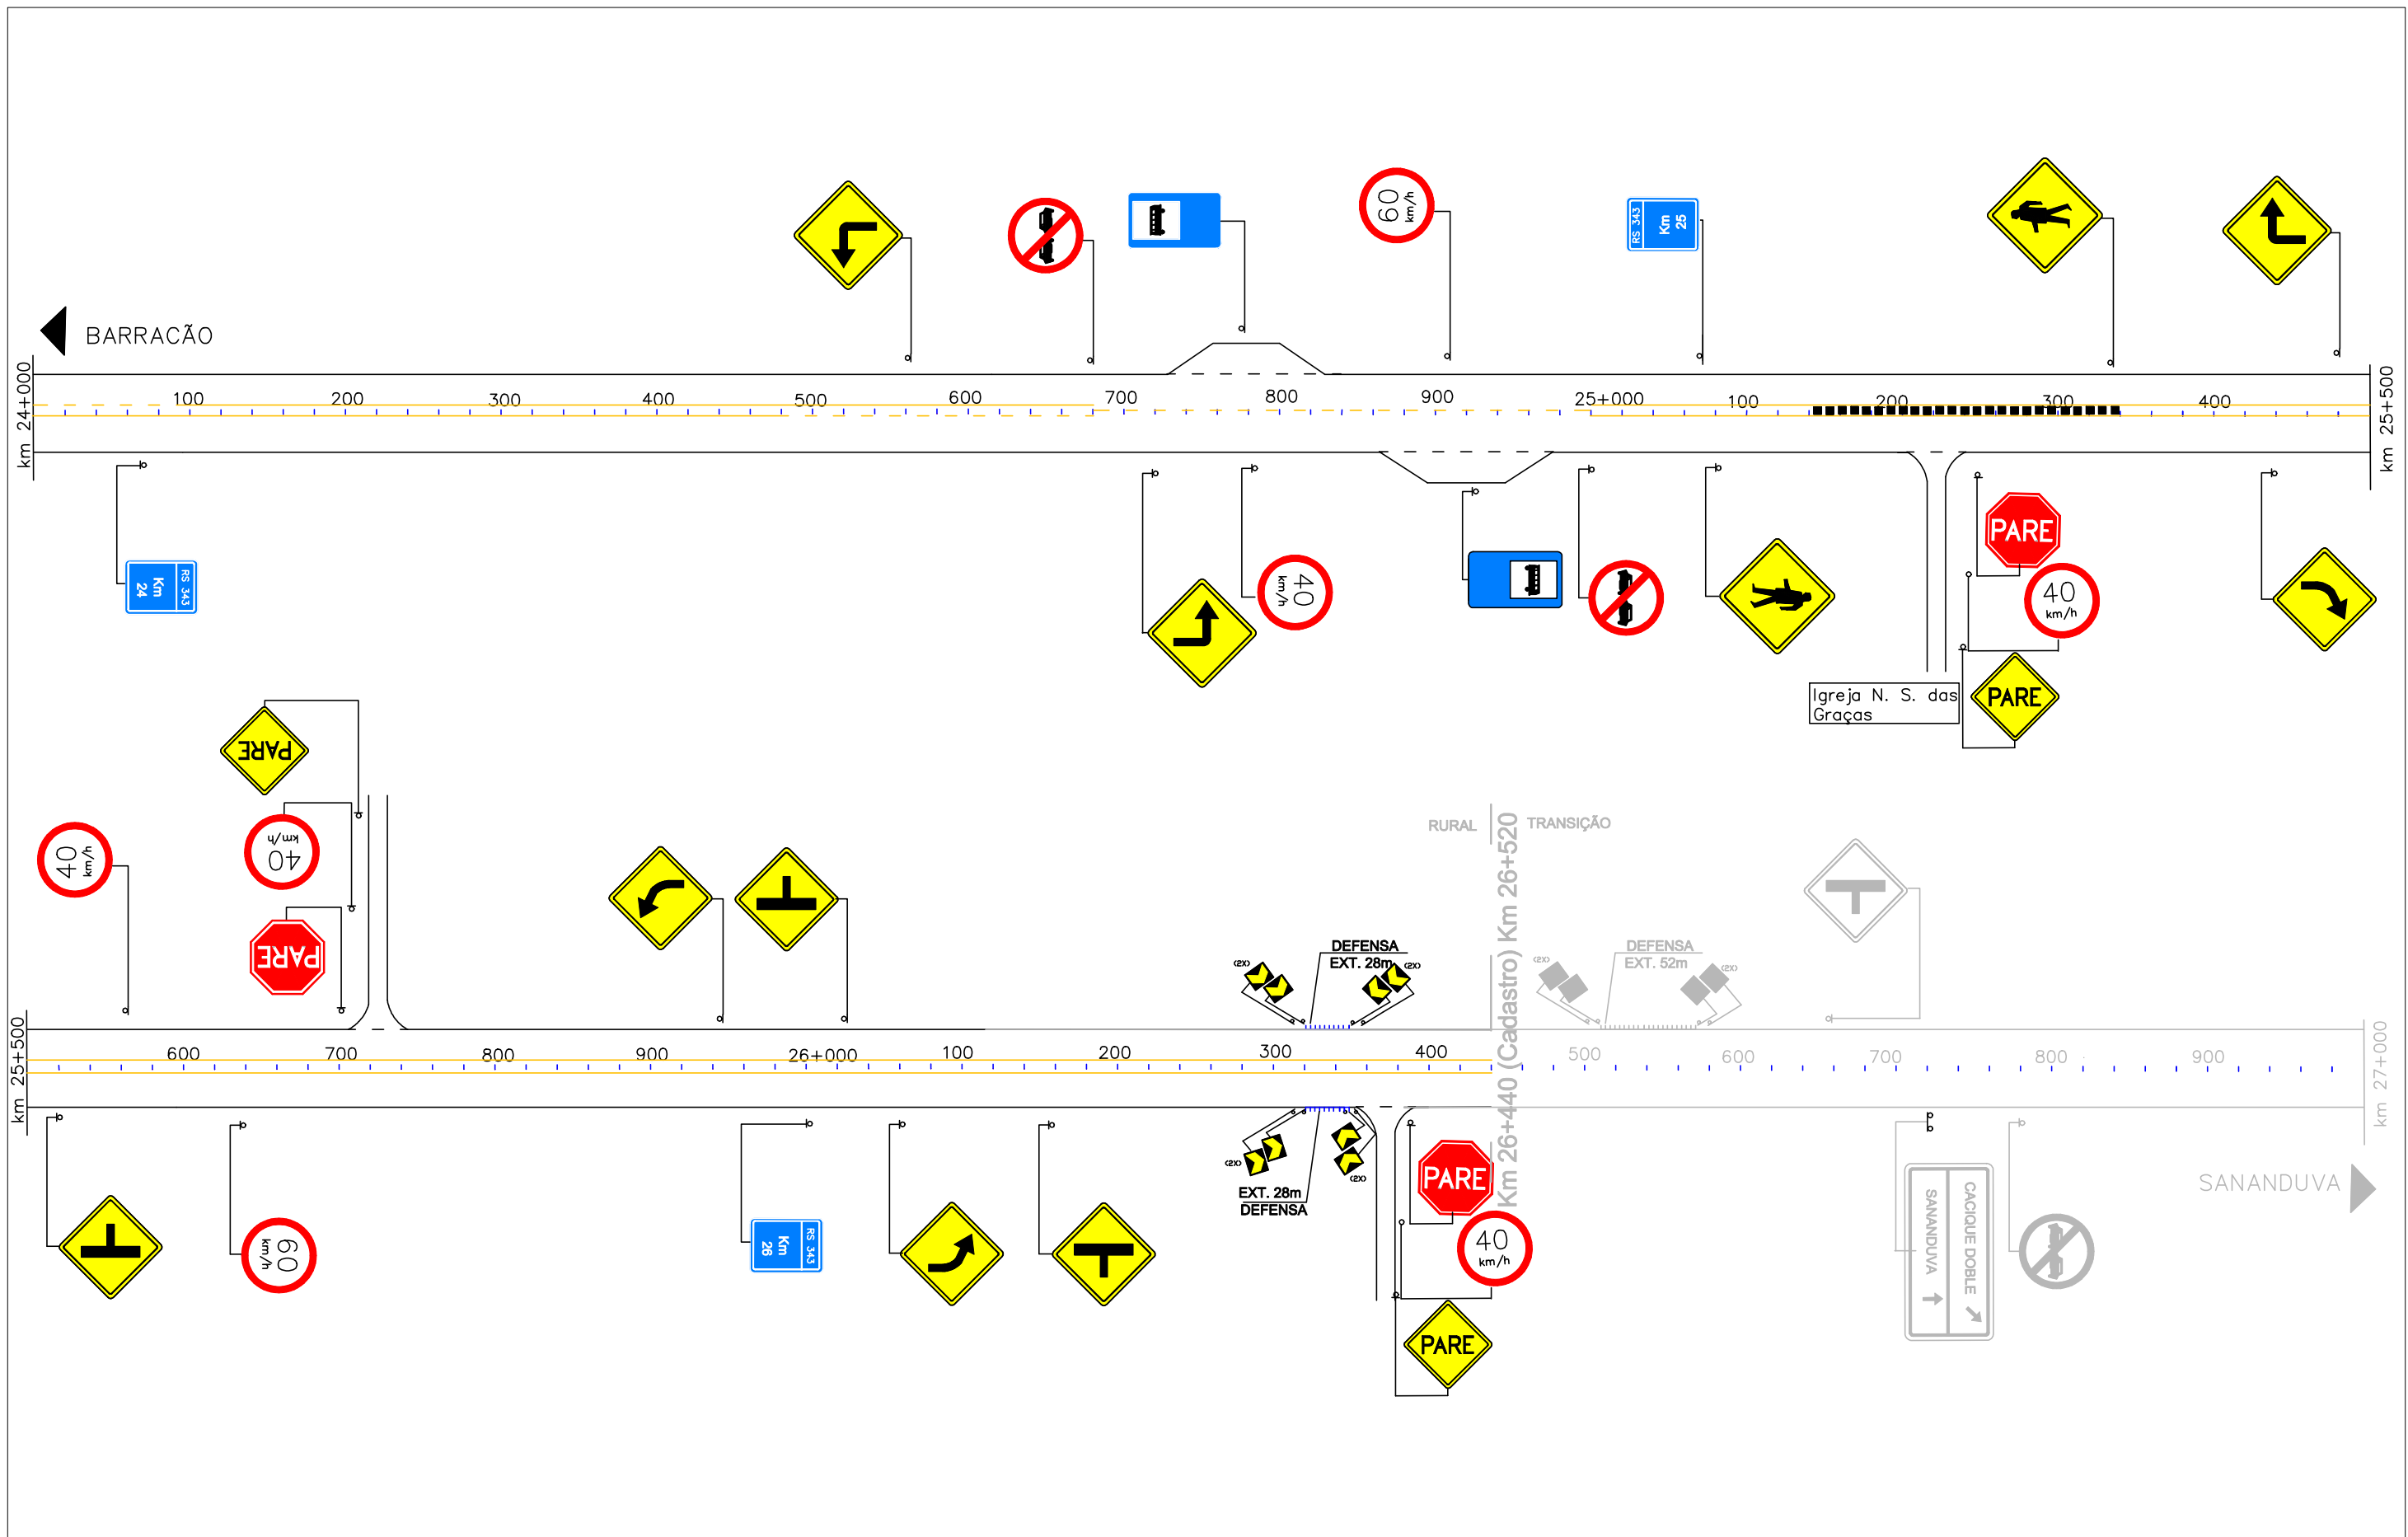 60
km/h
RS 343
Km
25
BARRACÃO
km 24+000
100
200
300
400
500
600
700
800
900
25+000
100
200
300
400
km 25+500
RS 343
Km
24
40
km/h
PARE
40
km/h
PARE
Igreja N. S. das
Graças
PARE
40
km/h
PARE
40
km/h
RURAL
TRANSIÇÃO
Km 26+440 (Cadastro) Km 26+520
DEFENSA
EXT. 28m
(2X)
(2X)
DEFENSA
EXT. 52m
(2X)
(2X)
km 25+500
600
700
800
900
26+000
100
200
300
400
500
600
700
800
900
km 27+000
60
km/h
RS 343
Km
26
(2X)
(2X)
EXT. 28m
DEFENSA
PARE
40
km/h
PARE
CACIQUE DOBLE
SANANDUVA
SANANDUVA